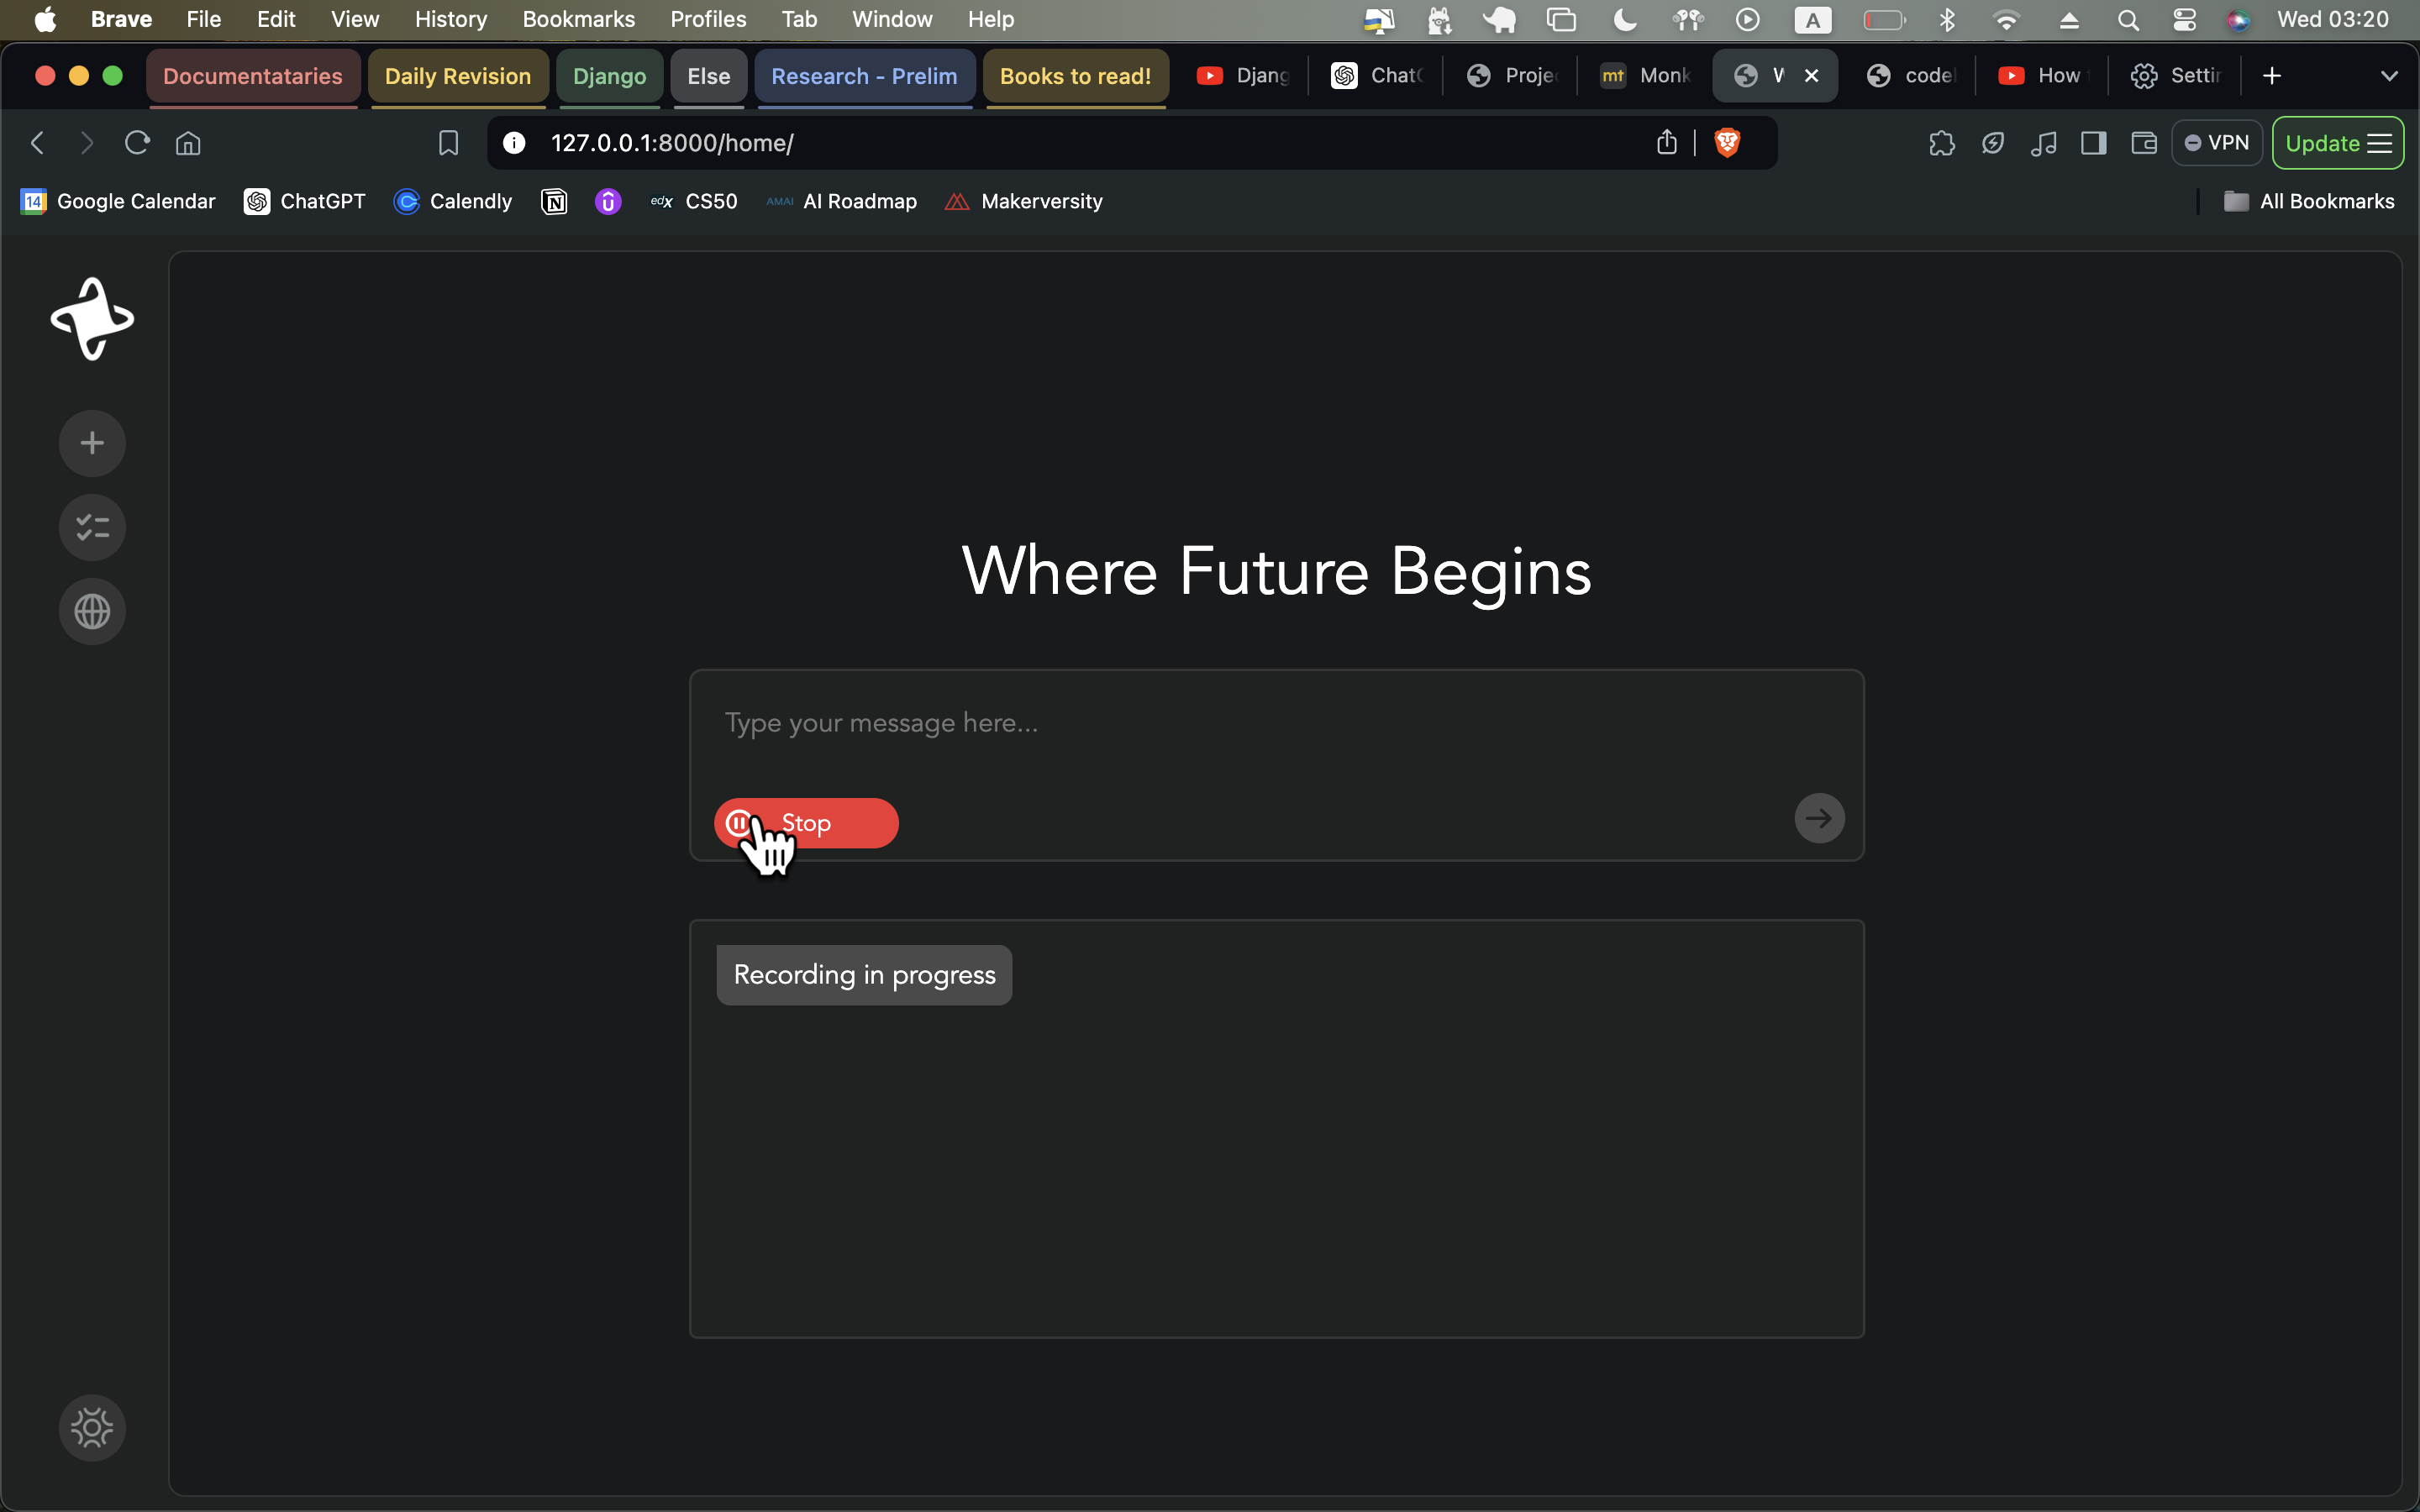 Brave File Edit View History Bookmarks Profiles Tab Window Help A Wed 03:20
Documentataries Daily Revision Django Else Research - Prelim Books to read! Djang Chat Proje mt Monk code How Settin
127.0.0.1:8000/home/ VPN Update
14 Google Calendar ChatGPT Calendly edx CS50 AMAI AI Roadmap Makerversity All Bookmarks
Where Future Begins
Type your message here...
Stop
Recording in progress